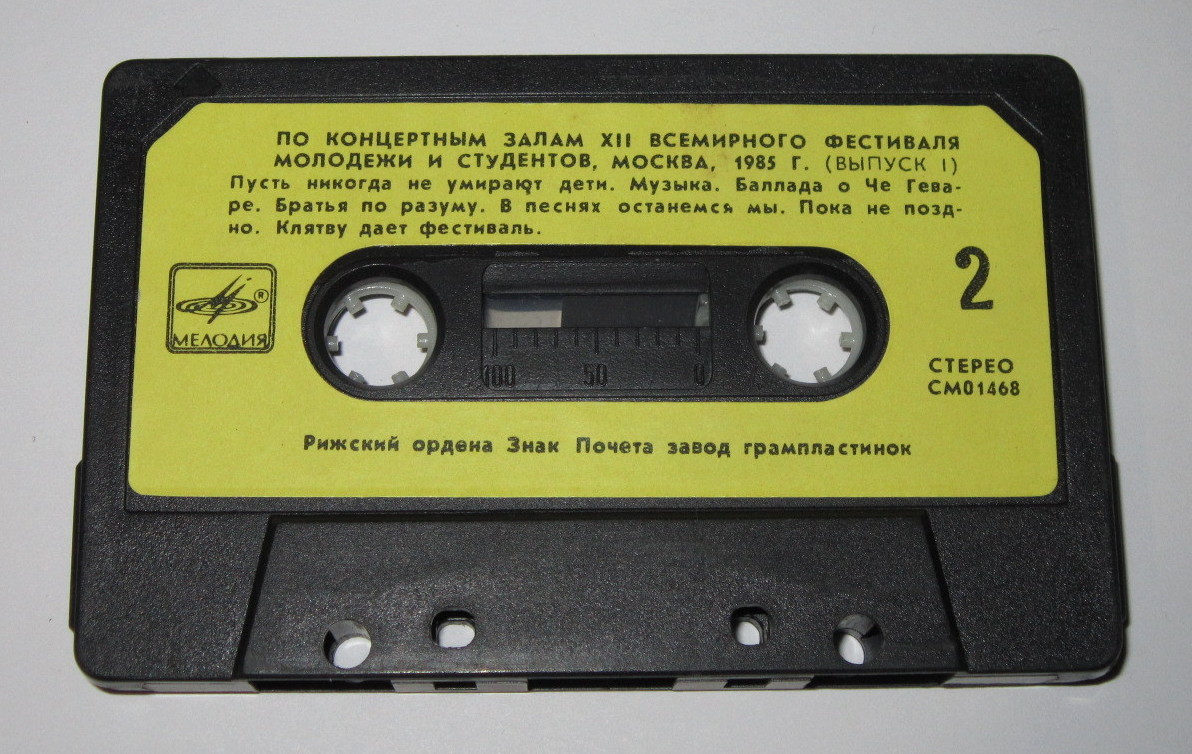 ПО КОНЦЕРТНЫМ ЗАЛАМ XII ВСЕМИРНОГО ФЕСТИВАЛЯ
МОЛОДЕЖИ И СТУДЕНТОВ, МОСКВА, 1985 Г. (ВЫПУСК I)
Пусть никогда не умирают дети. Музыка. Баллада о Че Гева-
ре. Братья по разуму. В песнях останемся мы. Пока не позд-
но. Клятву дает фестиваль.
®
МЕЛОДИЯ
2
100 50 0
СТЕРЕО
СМ01468
Рижский ордена Знак Почета завод грампластинок